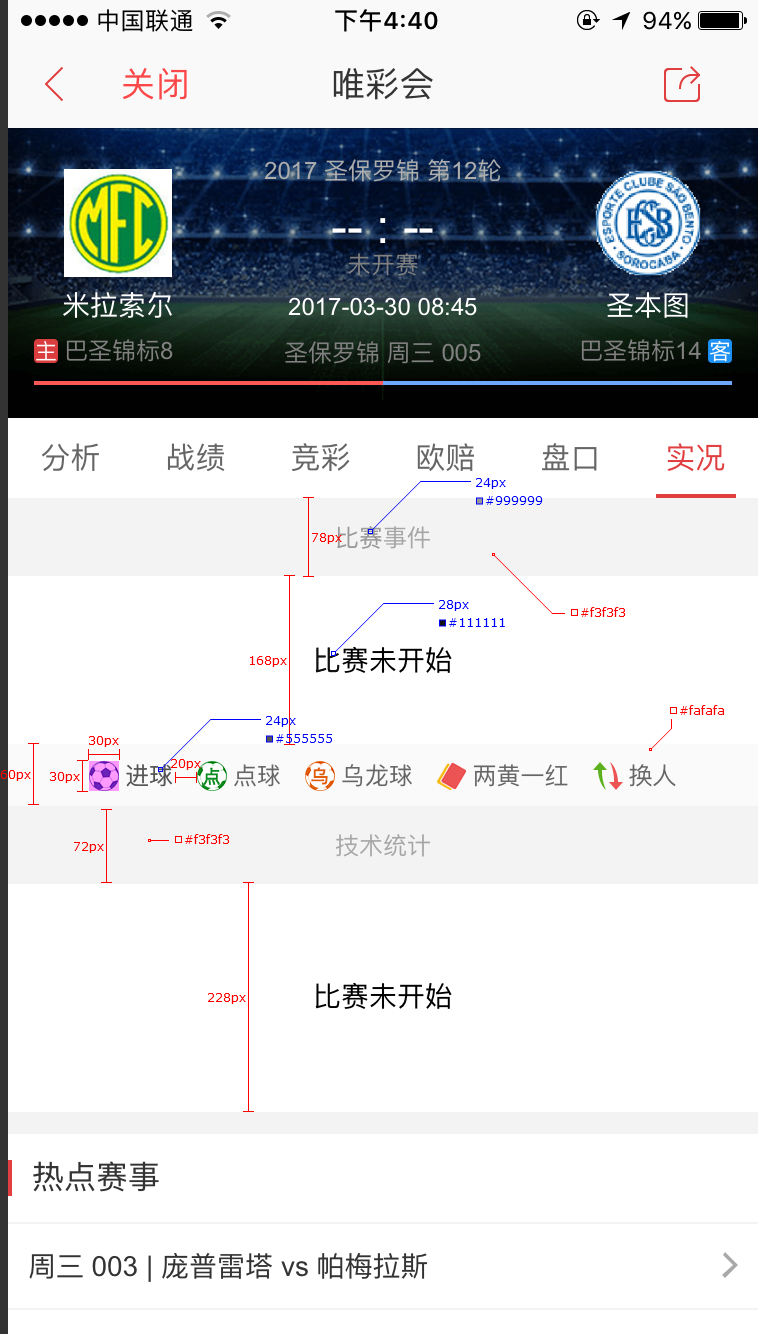 中国联通 下午4:40 94%
关闭 唯彩会
2017 圣保罗锦 第12轮
MFC
ESPORTE CLUBE SÃO BENTO
SOROCABA
-- : --
未开赛
米拉索尔 2017-03-30 08:45 圣本图
主 巴圣锦标8 圣保罗锦 周三 005 巴圣锦标14 客
分析 战绩 竞彩 欧赔 盘口 实况
24px
#999999
78px 比赛事件
#f3f3f3
28px
#111111
168px 比赛未开始
#fafafa
24px
#555555
30px
20px
30px 进球 点 点球 乌 乌龙球 两黄一红 换人
72px #f3f3f3 技术统计
228px 比赛未开始
热点赛事
周三 003 | 庞普雷塔 vs 帕梅拉斯